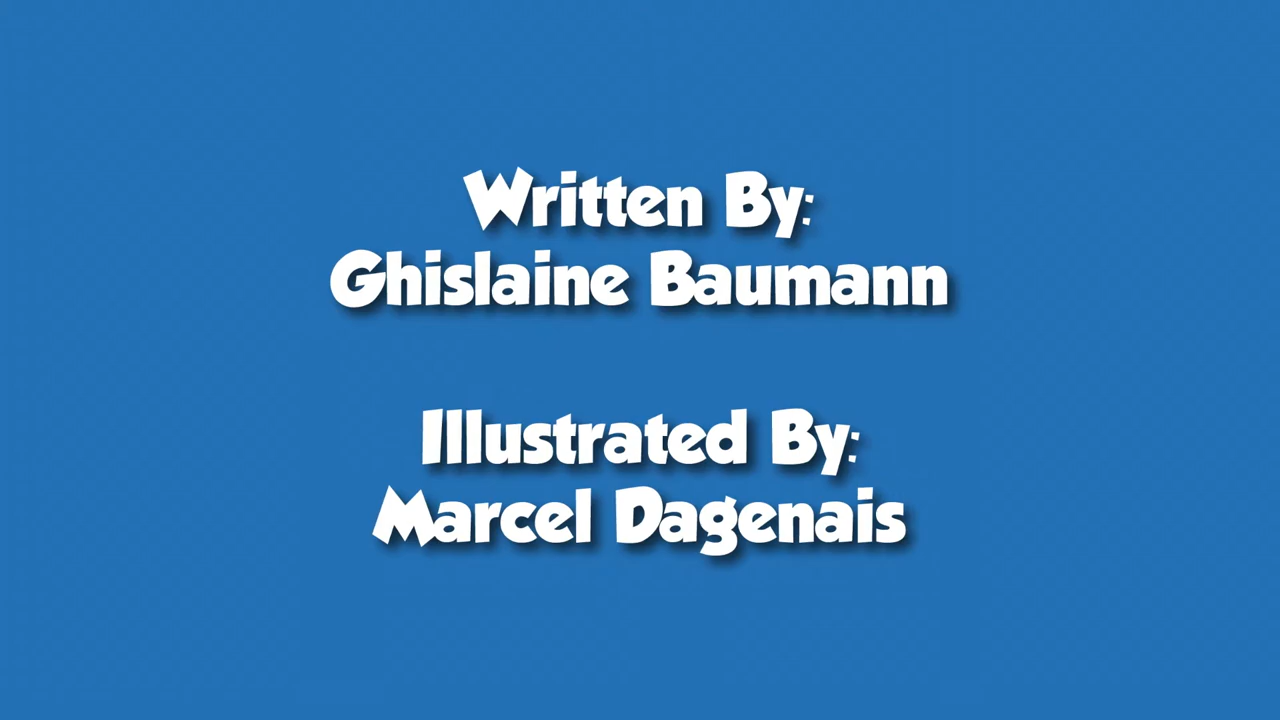 Written By:
Ghislaine Baumann
Illustrated By:
Marcel Dagenais